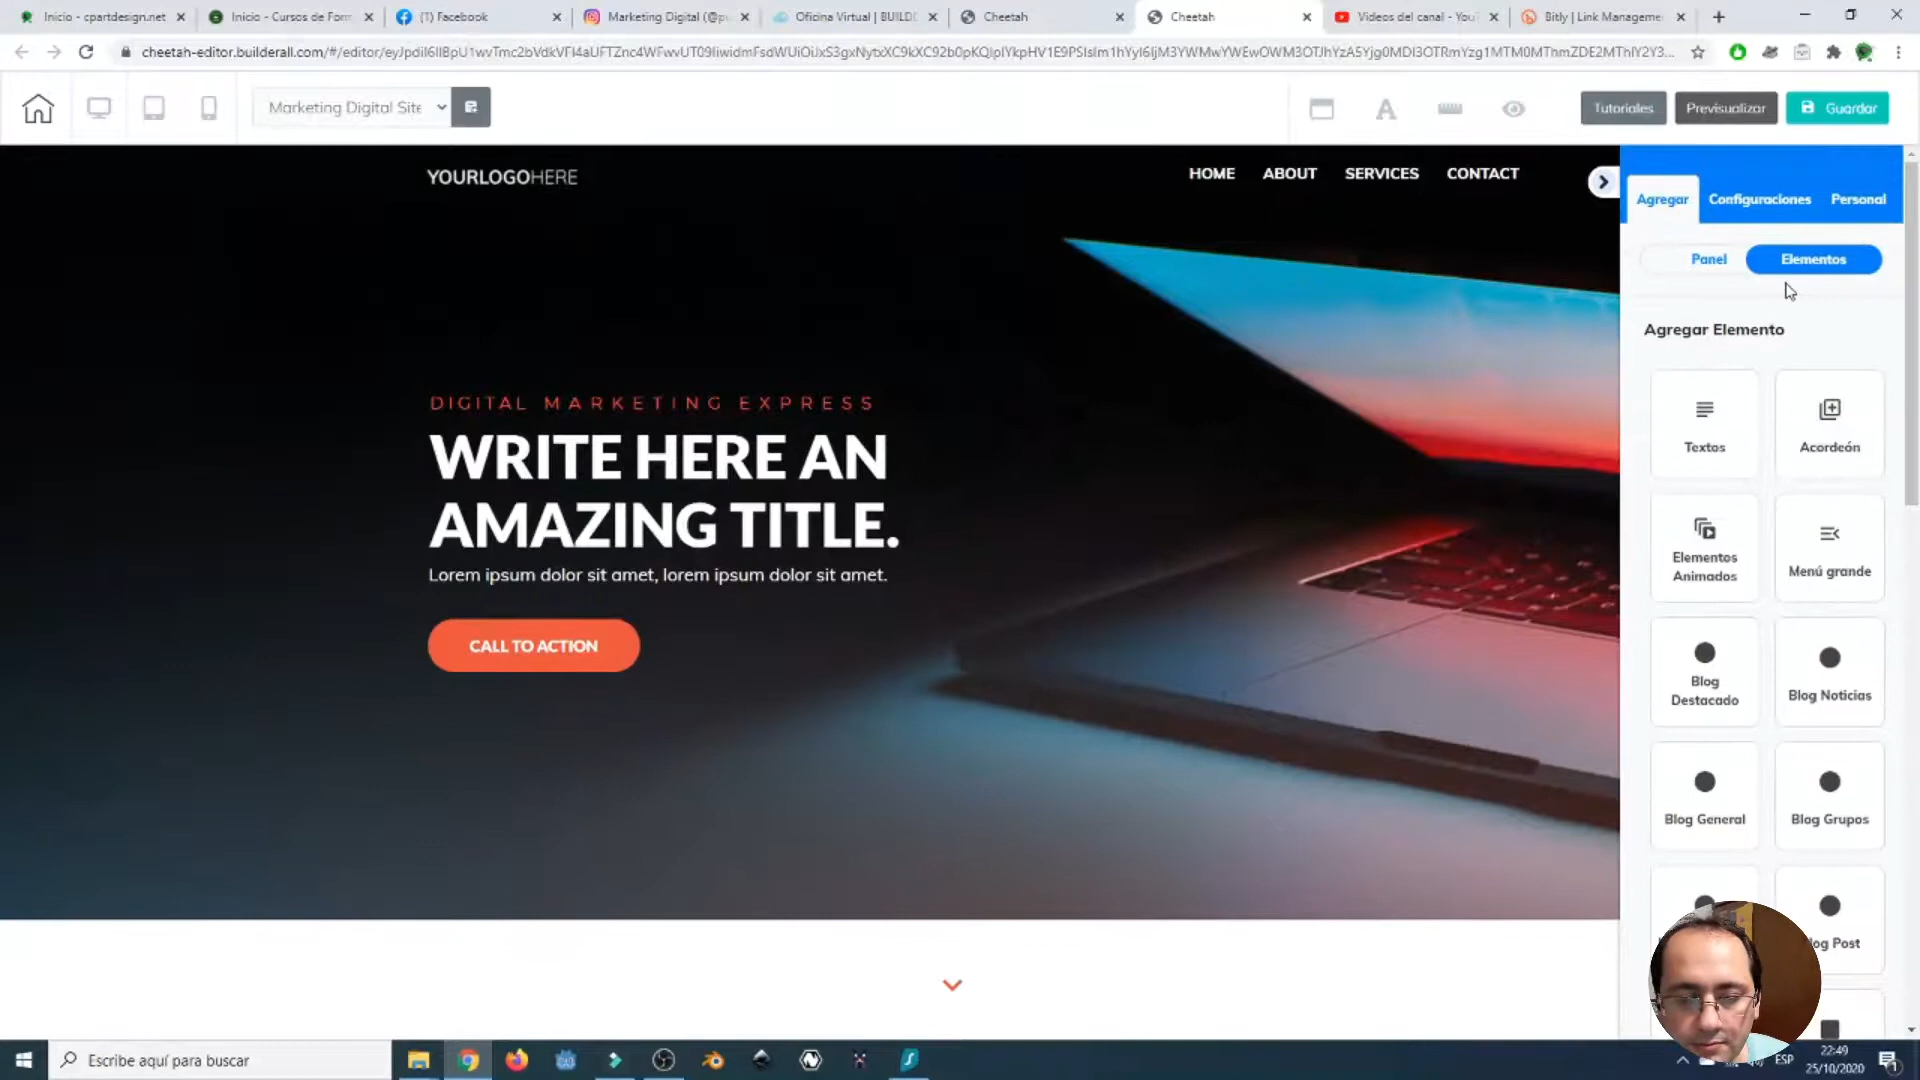 Inicio - cpartdesign.net
Inicio - Cursos de Form
(1) Facebook
Marketing Digital (@p
Oficina Virtual | BUILD
Cheetah
Cheetah
Videos del canal - You
Bitly | Link Manageme
Marketing Digital Site
Tutoriales
Previsualizar
Guardar
YOURLOGOHERE
HOME
ABOUT
SERVICES
CONTACT
Agregar
Configuraciones
Personal
Panel
Elementos
Agregar Elemento
DIGITAL MARKETING EXPRESS
WRITE HERE AN
AMAZING TITLE.
Lorem ipsum dolor sit amet, lorem ipsum dolor sit amet.
CALL TO ACTION
Textos
Acordeón
Elementos
Animados
Menú grande
Blog
Destacado
Blog Noticias
Blog General
Blog Grupos
Post
Escribe aquí para buscar
ESP
22:49
25/10/2020